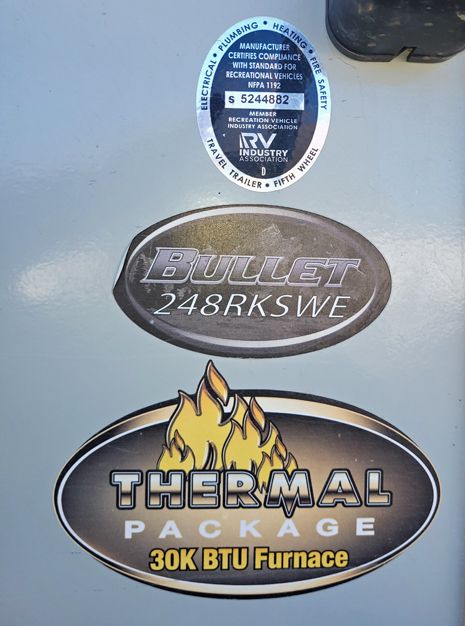 ELECTRICAL • PLUMBING • HEATING • FIRE SAFETY
MANUFACTURER
CERTIFIES COMPLIANCE
WITH STANDARD FOR
RECREATIONAL VEHICLES
NFPA 1192
S 5244882
MEMBER
RECREATION VEHICLE
INDUSTRY ASSOCIATION
RV
INDUSTRY
ASSOCIATION
D
TRAVEL TRAILER • FIFTH WHEEL
BULLET
248RKSWE
THERMAL
PACKAGE
30K BTU Furnace